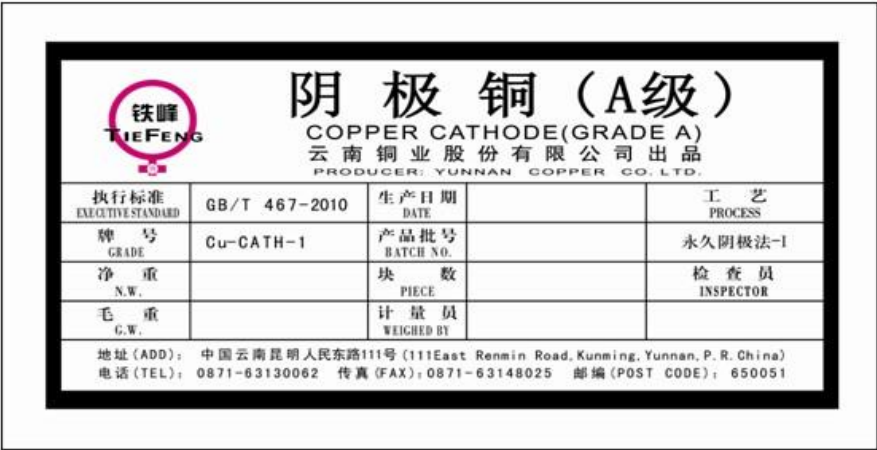 铁峰
TIEFENG
阴极铜(A级)
COPPER CATHODE(GRADE A)
云南铜业股份有限公司出品
PRODUCER: YUNNAN COPPER CO.LTD.
执行标准 GB/T 467-2010 生产日期 工艺
EXECUTIVE STANDARD DATE PROCESS
牌号 Cu-CATH-1 产品批号 永久阴极法-I
GRADE BATCH NO.
净重 块数 检查员
N.W. PIECE INSPECTOR
毛重 计量员
G.W. WEIGHED BY
地址(ADD): 中国云南昆明人民东路111号(111East Renmin Road,Kunming,Yunnan,P.R.China)
电话(TEL): 0871-63130062 传真(FAX):0871-63148025 邮编(POST CODE): 650051